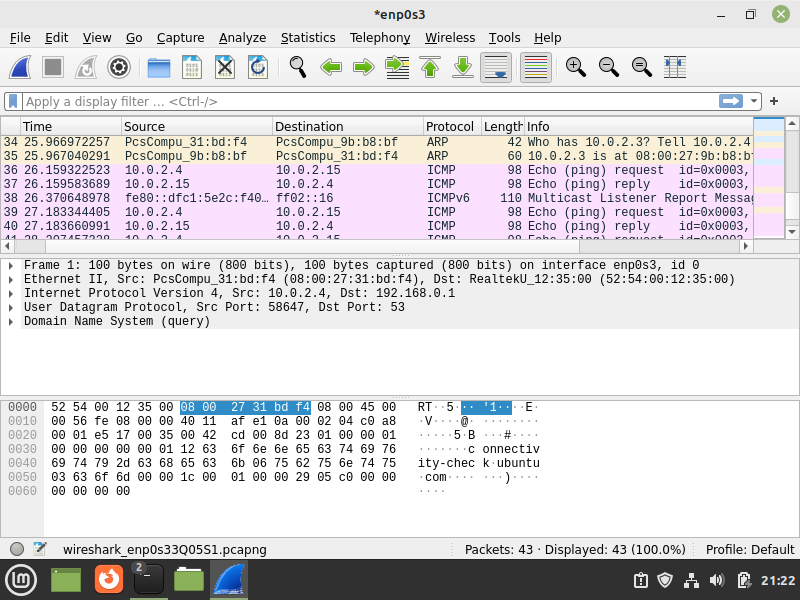 *enp0s3
File Edit View Go Capture Analyze Statistics Telephony Wireless Tools Help
Apply a display filter ... <Ctrl-/>
Time Source Destination Protocol Length Info
34 25.966972257 PcsCompu_31:bd:f4 PcsCompu_9b:b8:bf ARP 42 Who has 10.0.2.3? Tell 10.0.2.4
35 25.967040291 PcsCompu_9b:b8:bf PcsCompu_31:bd:f4 ARP 60 10.0.2.3 is at 08:00:27:9b:b8:bf
36 26.159322523 10.0.2.4 10.0.2.15 ICMP 98 Echo (ping) request id=0x0003,
37 26.159583689 10.0.2.15 10.0.2.4 ICMP 98 Echo (ping) reply id=0x0003,
38 26.370648978 fe80::dfc1:5e2c:f40… ff02::16 ICMPv6 110 Multicast Listener Report Messag
39 27.183344405 10.0.2.4 10.0.2.15 ICMP 98 Echo (ping) request id=0x0003,
40 27.183660991 10.0.2.15 10.0.2.4 ICMP 98 Echo (ping) reply id=0x0003,
Frame 1: 100 bytes on wire (800 bits), 100 bytes captured (800 bits) on interface enp0s3, id 0
Ethernet II, Src: PcsCompu_31:bd:f4 (08:00:27:31:bd:f4), Dst: RealtekU_12:35:00 (52:54:00:12:35:00)
Internet Protocol Version 4, Src: 10.0.2.4, Dst: 192.168.0.1
User Datagram Protocol, Src Port: 58647, Dst Port: 53
Domain Name System (query)
0000 52 54 00 12 35 00 08 00 27 31 bd f4 08 00 45 00 RT··5··· '1····E·
0010 00 56 fe 08 00 00 40 11 af e1 0a 00 02 04 c0 a8 ·V····@· ········
0020 00 01 e5 17 00 35 00 42 cd 00 8d 23 01 00 00 01 ·····5·B ···#····
0030 00 00 00 00 00 01 12 63 6f 6e 6e 65 63 74 69 76 ·······c onnectiv
0040 69 74 79 2d 63 68 65 63 6b 06 75 62 75 6e 74 75 ity-chec k·ubuntu
0050 03 63 6f 6d 00 00 1c 00 01 00 00 29 05 c0 00 00 ·com···· ···)····
0060 00 00 00 00 ····
wireshark_enp0s33Q05S1.pcapng Packets: 43 · Displayed: 43 (100.0%) Profile: Default
2
21:22